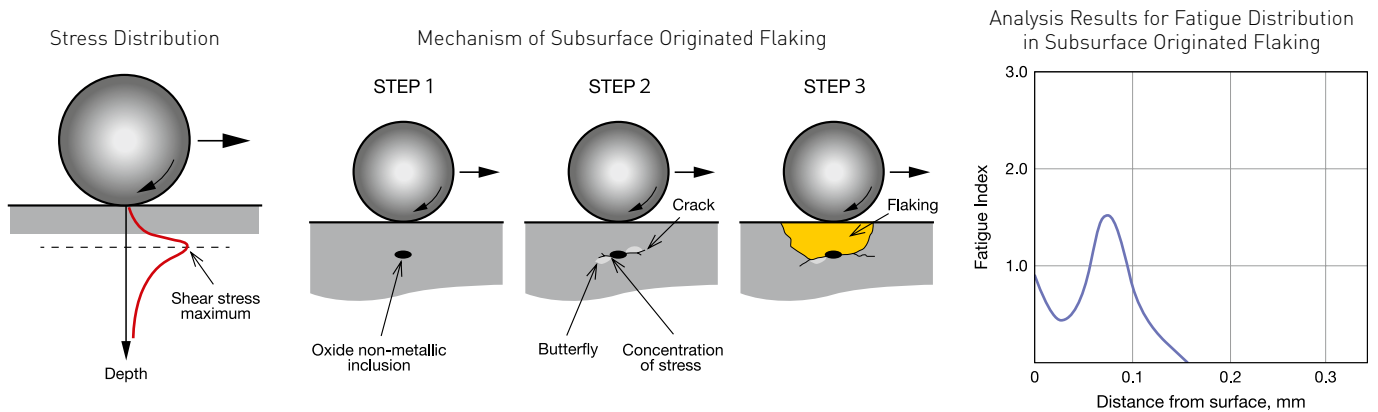 Stress Distribution
Shear stress
maximum
Depth
Mechanism of Subsurface Originated Flaking
STEP 1
Oxide non-metallic
inclusion
STEP 2
Crack
Butterfly
Concentration
of stress
STEP 3
Flaking
Analysis Results for Fatigue Distribution
in Subsurface Originated Flaking
Fatigue Index
3.0
2.0
1.0
0
0.1
0.2
0.3
Distance from surface, mm